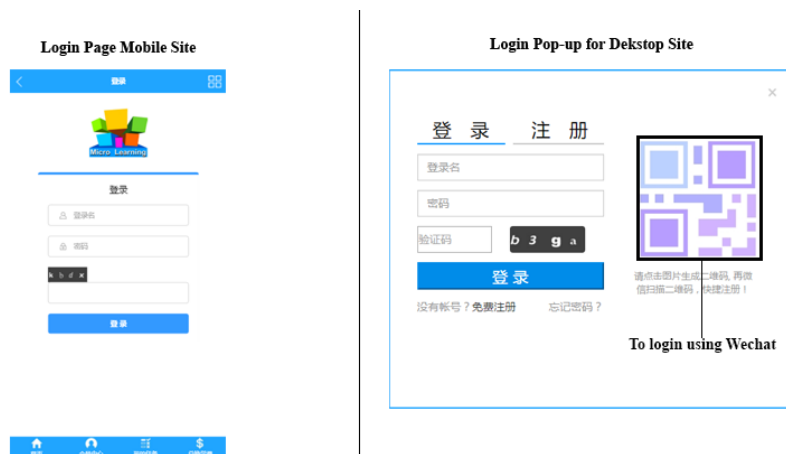 Login Page Mobile Site
登录
Micro Learning
登录
登录名
密码
k b d x
登录
Login Pop-up for Dekstop Site
×
登 录 注 册
登录名
密码
验证码 b 3 g a
登 录
没有帐号？免费注册 忘记密码？
请点击图片生成二维码, 再微
信扫描二维码，快捷注册！
To login using Wechat